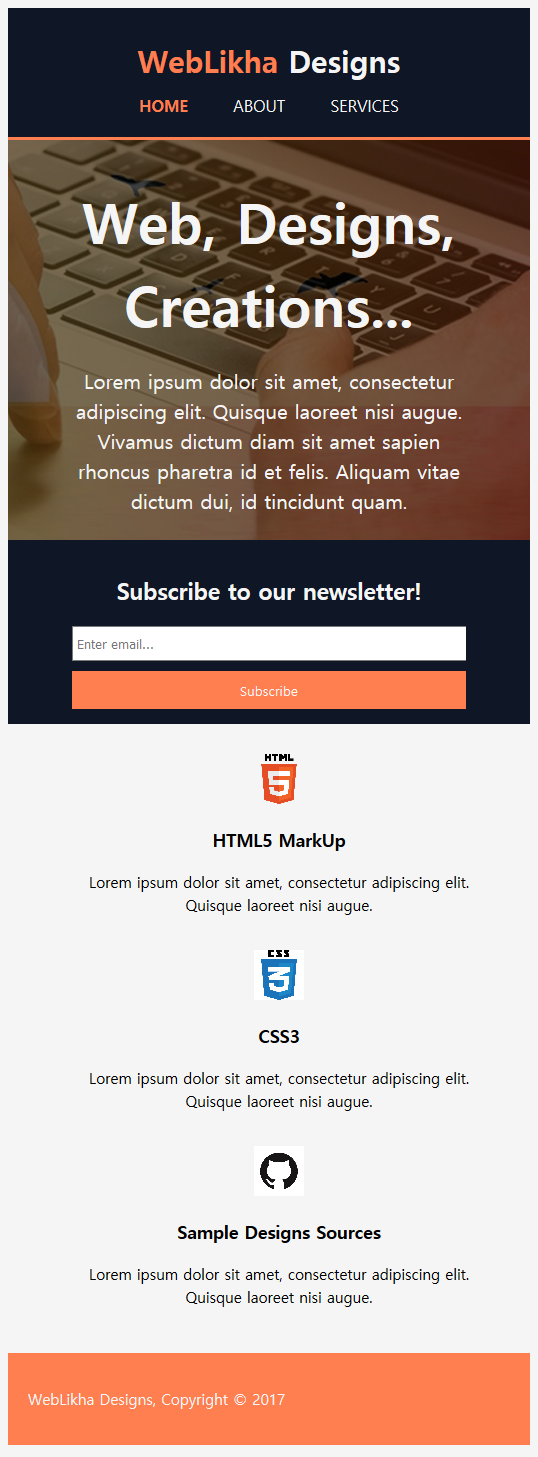 WebLikha Designs
HOME ABOUT SERVICES
Web, Designs,
Creations...
Lorem ipsum dolor sit amet, consectetur
adipiscing elit. Quisque laoreet nisi augue.
Vivamus dictum diam sit amet sapien
rhoncus pharetra id et felis. Aliquam vitae
dictum dui, id tincidunt quam.
Subscribe to our newsletter!
Enter email...
Subscribe
HTML
5
HTML5 MarkUp
Lorem ipsum dolor sit amet, consectetur adipiscing elit.
Quisque laoreet nisi augue.
CSS
3
CSS3
Lorem ipsum dolor sit amet, consectetur adipiscing elit.
Quisque laoreet nisi augue.
Sample Designs Sources
Lorem ipsum dolor sit amet, consectetur adipiscing elit.
Quisque laoreet nisi augue.
WebLikha Designs, Copyright © 2017